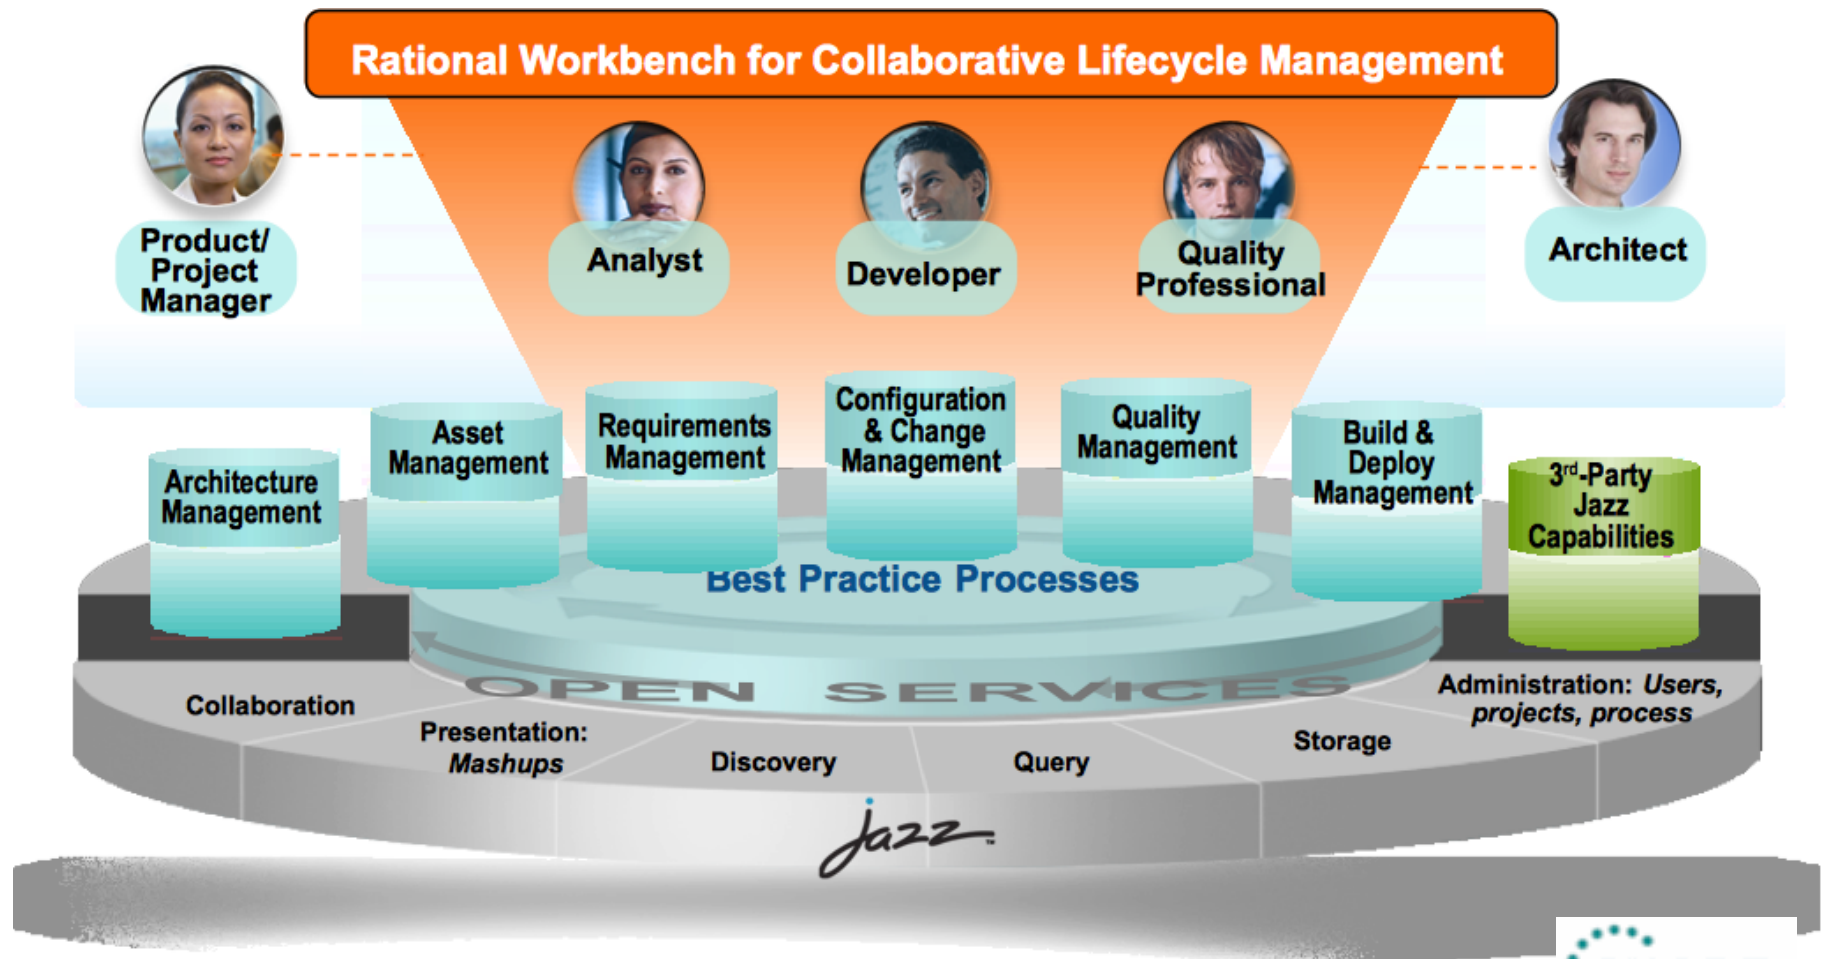 Rational Workbench for Collaborative Lifecycle Management
Product/
Project
Manager
Analyst
Developer
Quality
Professional
Architect
Architecture
Management
Asset
Management
Requirements
Management
Configuration
& Change
Management
Quality
Management
Build &
Deploy
Management
3rd-Party
Jazz
Capabilities
Best Practice Processes
OPEN SERVICES
Collaboration
Presentation:
Mashups
Discovery
Query
Storage
Administration: Users,
projects, process
jazz™